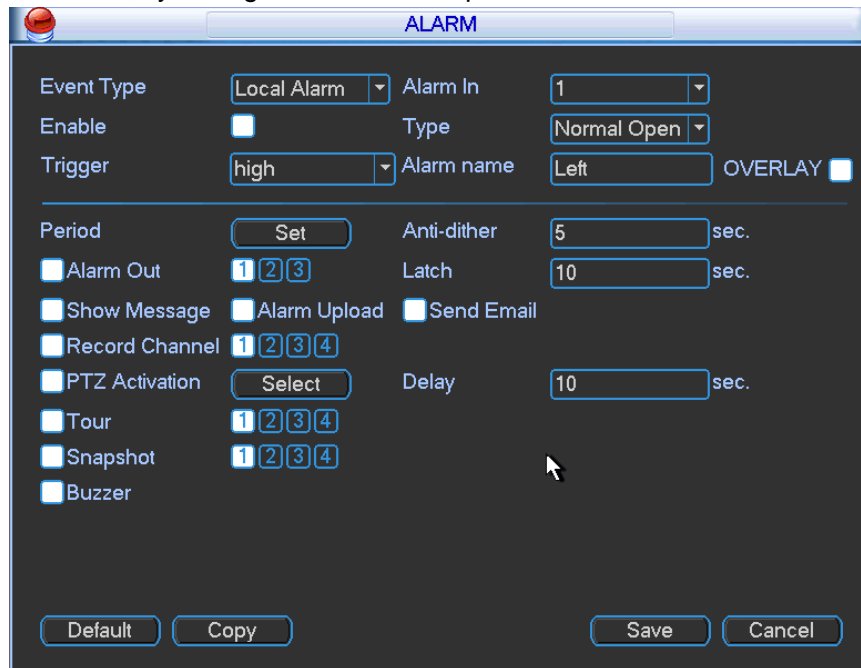 ALARM
Event Type Local Alarm Alarm In 1
Enable Type Normal Open
Trigger high Alarm name Left OVERLAY
Period Set Anti-dither 5 sec.
Alarm Out 1 2 3 Latch 10 sec.
Show Message Alarm Upload Send Email
Record Channel 1 2 3 4
PTZ Activation Select Delay 10 sec.
Tour 1 2 3 4
Snapshot 1 2 3 4
Buzzer
Default Copy Save Cancel